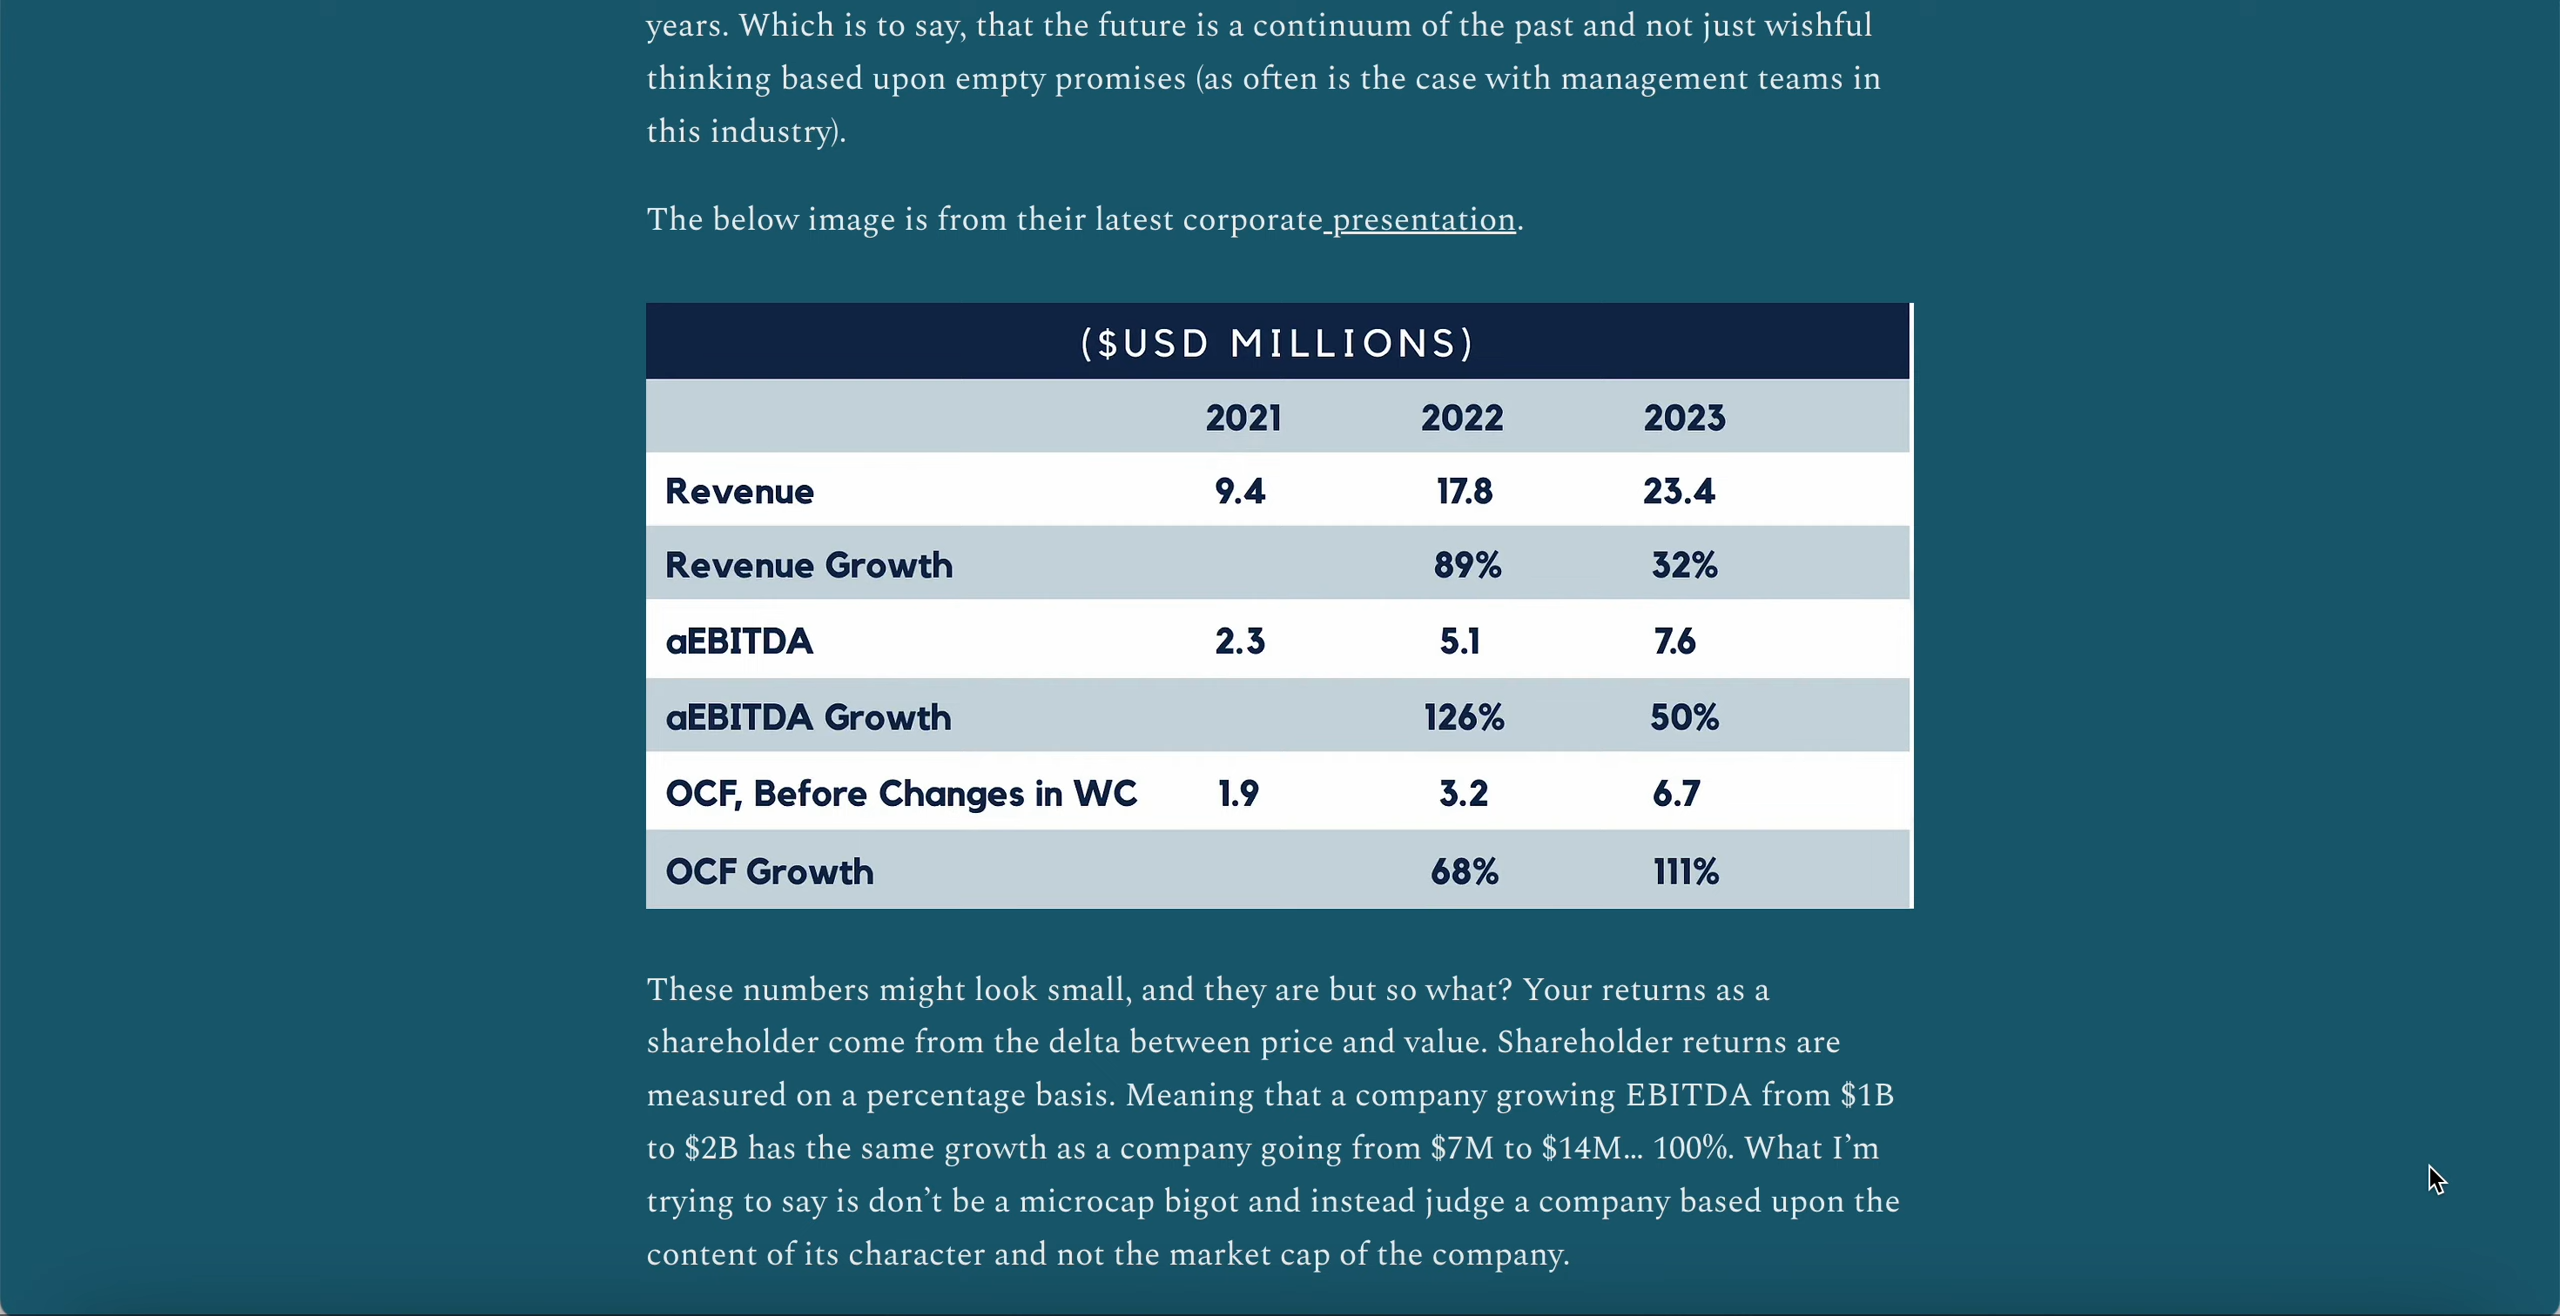 years. Which is to say, that the future is a continuum of the past and not just wishful
thinking based upon empty promises (as often is the case with management teams in
this industry).
The below image is from their latest corporate presentation.
($USD MILLIONS)
2021 2022 2023
Revenue 9.4 17.8 23.4
Revenue Growth 89% 32%
aEBITDA 2.3 5.1 7.6
aEBITDA Growth 126% 50%
OCF, Before Changes in WC 1.9 3.2 6.7
OCF Growth 68% 111%
These numbers might look small, and they are but so what? Your returns as a
shareholder come from the delta between price and value. Shareholder returns are
measured on a percentage basis. Meaning that a company growing EBITDA from $1B
to $2B has the same growth as a company going from $7M to $14M... 100%. What I’m
trying to say is don’t be a microcap bigot and instead judge a company based upon the
content of its character and not the market cap of the company.